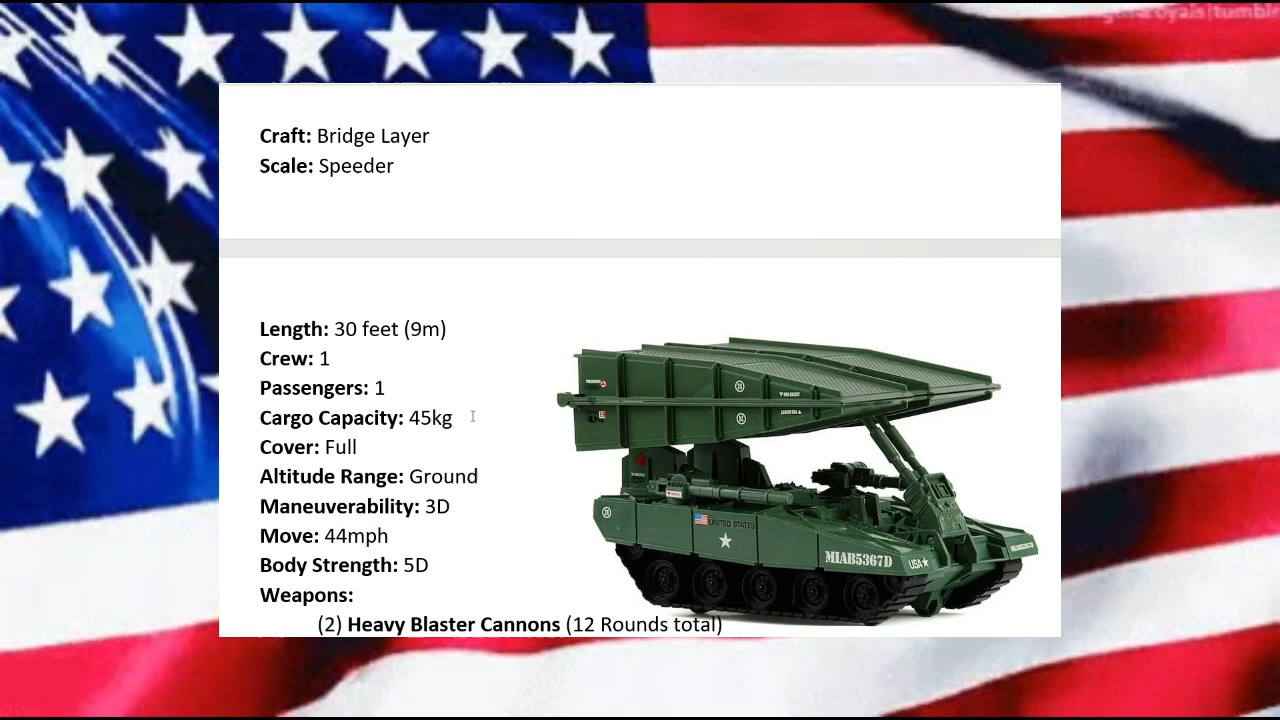 Craft: Bridge Layer
Scale: Speeder
Length: 30 feet (9m)
Crew: 1
Passengers: 1
Cargo Capacity: 45kg
Cover: Full
Altitude Range: Ground
Maneuverability: 3D
Move: 44mph
Body Strength: 5D
Weapons:
(2) Heavy Blaster Cannons (12 Rounds total)
UNITED STATES
MIAB5367D
USA
MIAB5367D